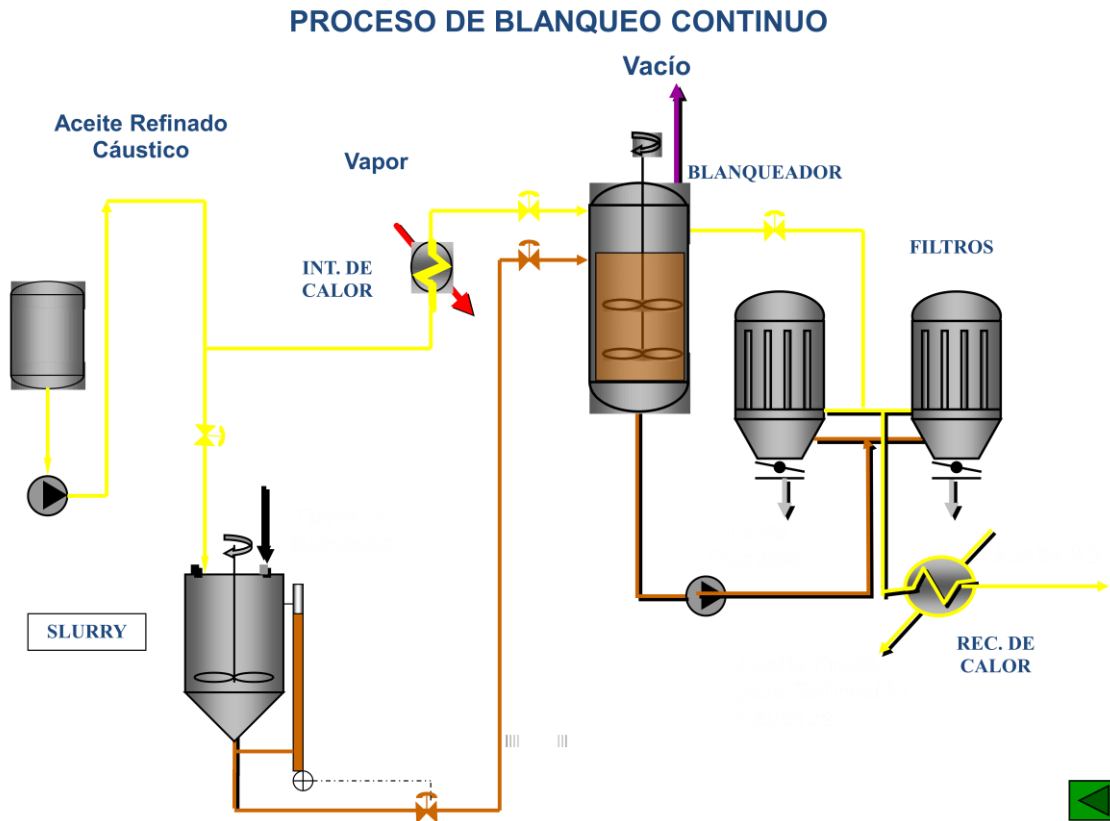 PROCESO DE BLANQUEO CONTINUO
Vacío
Aceite Refinado
Cáustico
Vapor
BLANQUEADOR
INT. DE
CALOR
FILTROS
SLURRY
REC. DE
CALOR